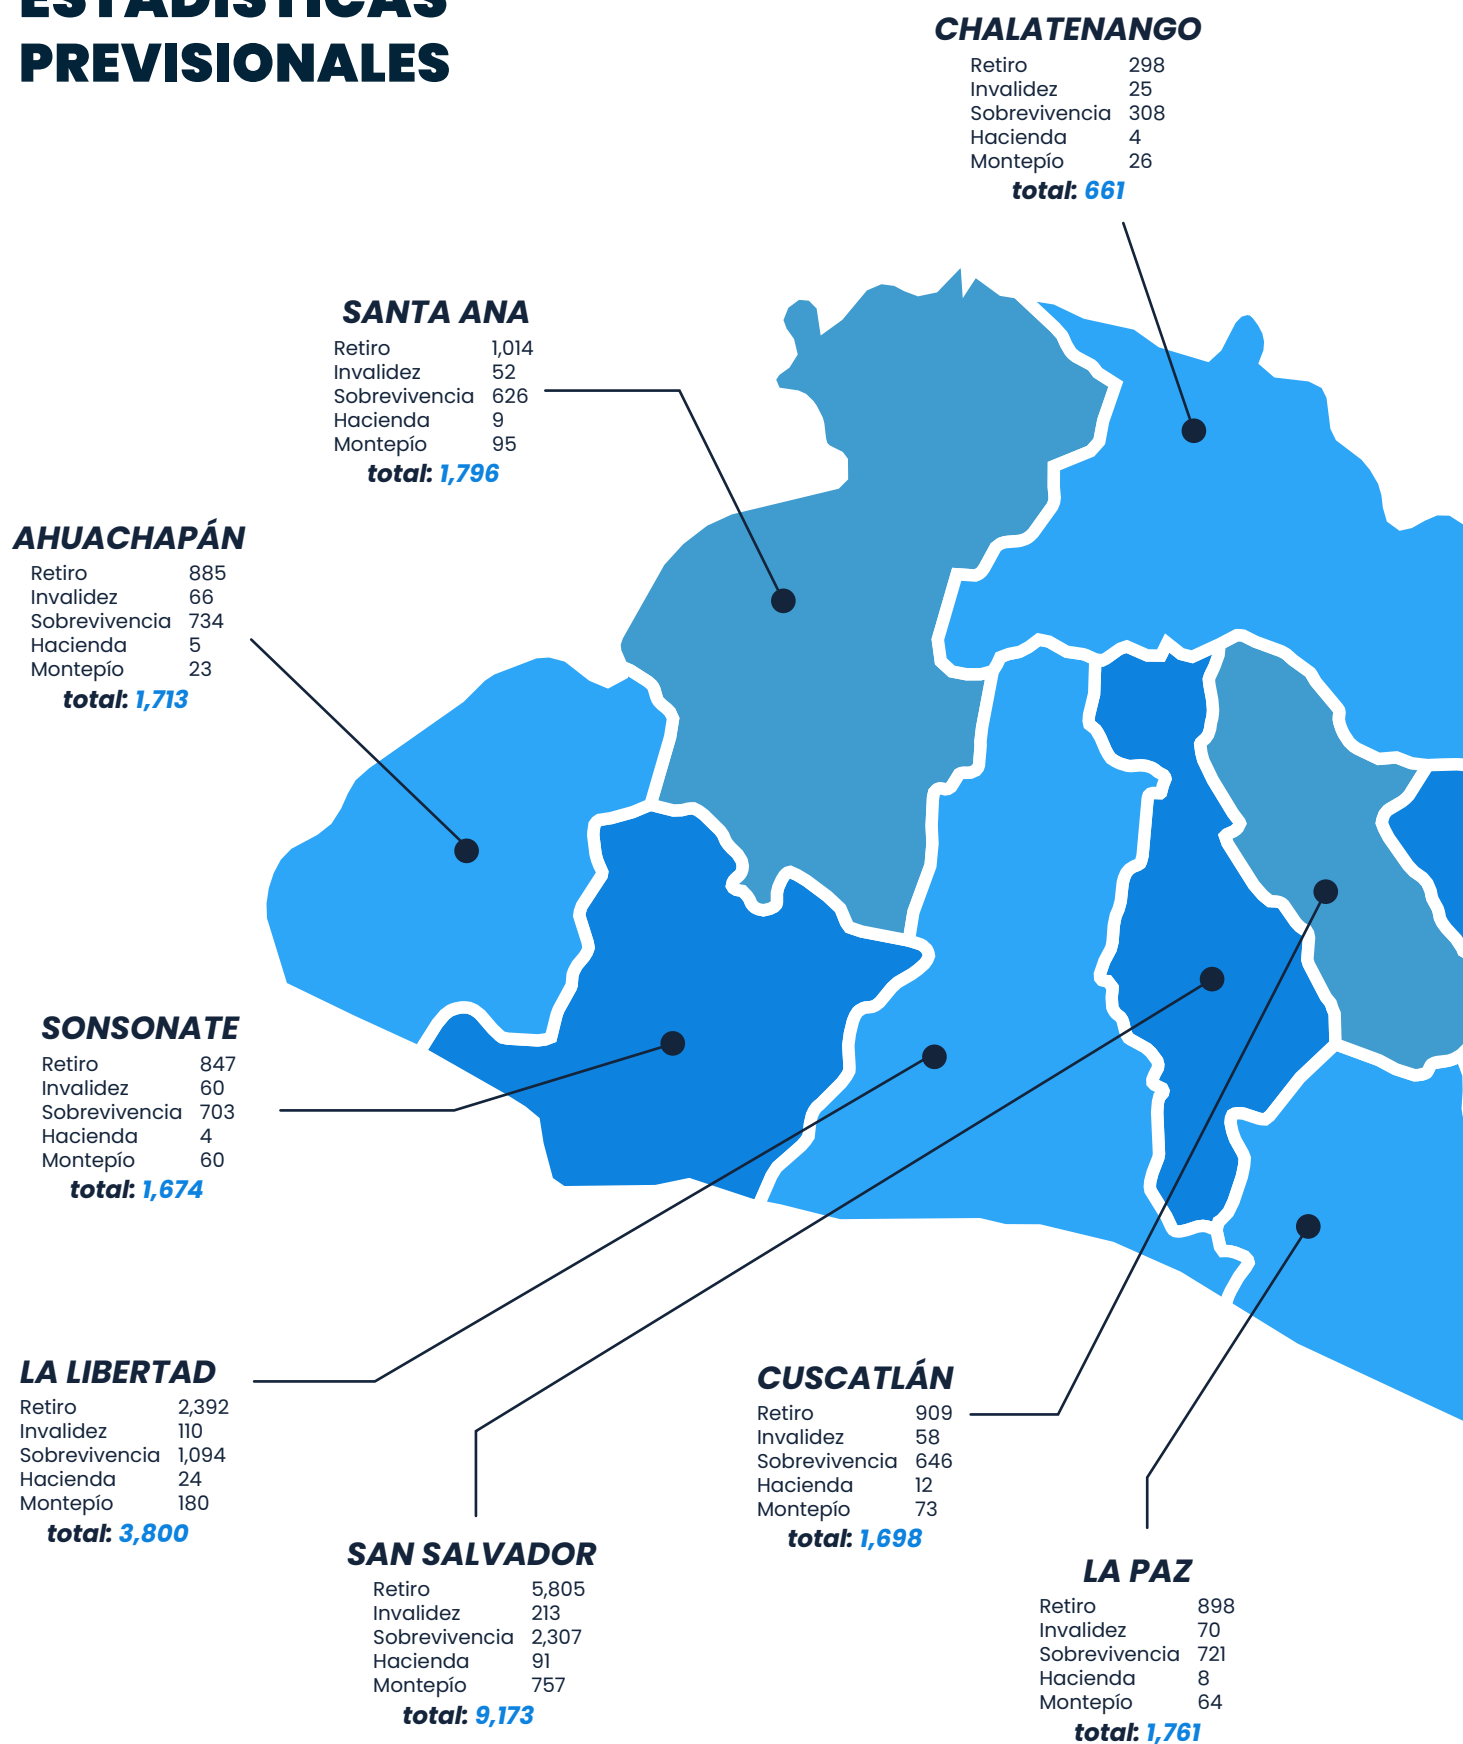 ESTADÍSTICAS
PREVISIONALES
CHALATENANGO
Retiro 298
Invalidez 25
Sobrevivencia 308
Hacienda 4
Montepío 26
total: 661
SANTA ANA
Retiro 1,014
Invalidez 52
Sobrevivencia 626
Hacienda 9
Montepío 95
total: 1,796
AHUACHAPÁN
Retiro 885
Invalidez 66
Sobrevivencia 734
Hacienda 5
Montepío 23
total: 1,713
SONSONATE
Retiro 847
Invalidez 60
Sobrevivencia 703
Hacienda 4
Montepío 60
total: 1,674
LA LIBERTAD
Retiro 2,392
Invalidez 110
Sobrevivencia 1,094
Hacienda 24
Montepío 180
total: 3,800
SAN SALVADOR
Retiro 5,805
Invalidez 213
Sobrevivencia 2,307
Hacienda 91
Montepío 757
total: 9,173
CUSCATLÁN
Retiro 909
Invalidez 58
Sobrevivencia 646
Hacienda 12
Montepío 73
total: 1,698
LA PAZ
Retiro 898
Invalidez 70
Sobrevivencia 721
Hacienda 8
Montepío 64
total: 1,761